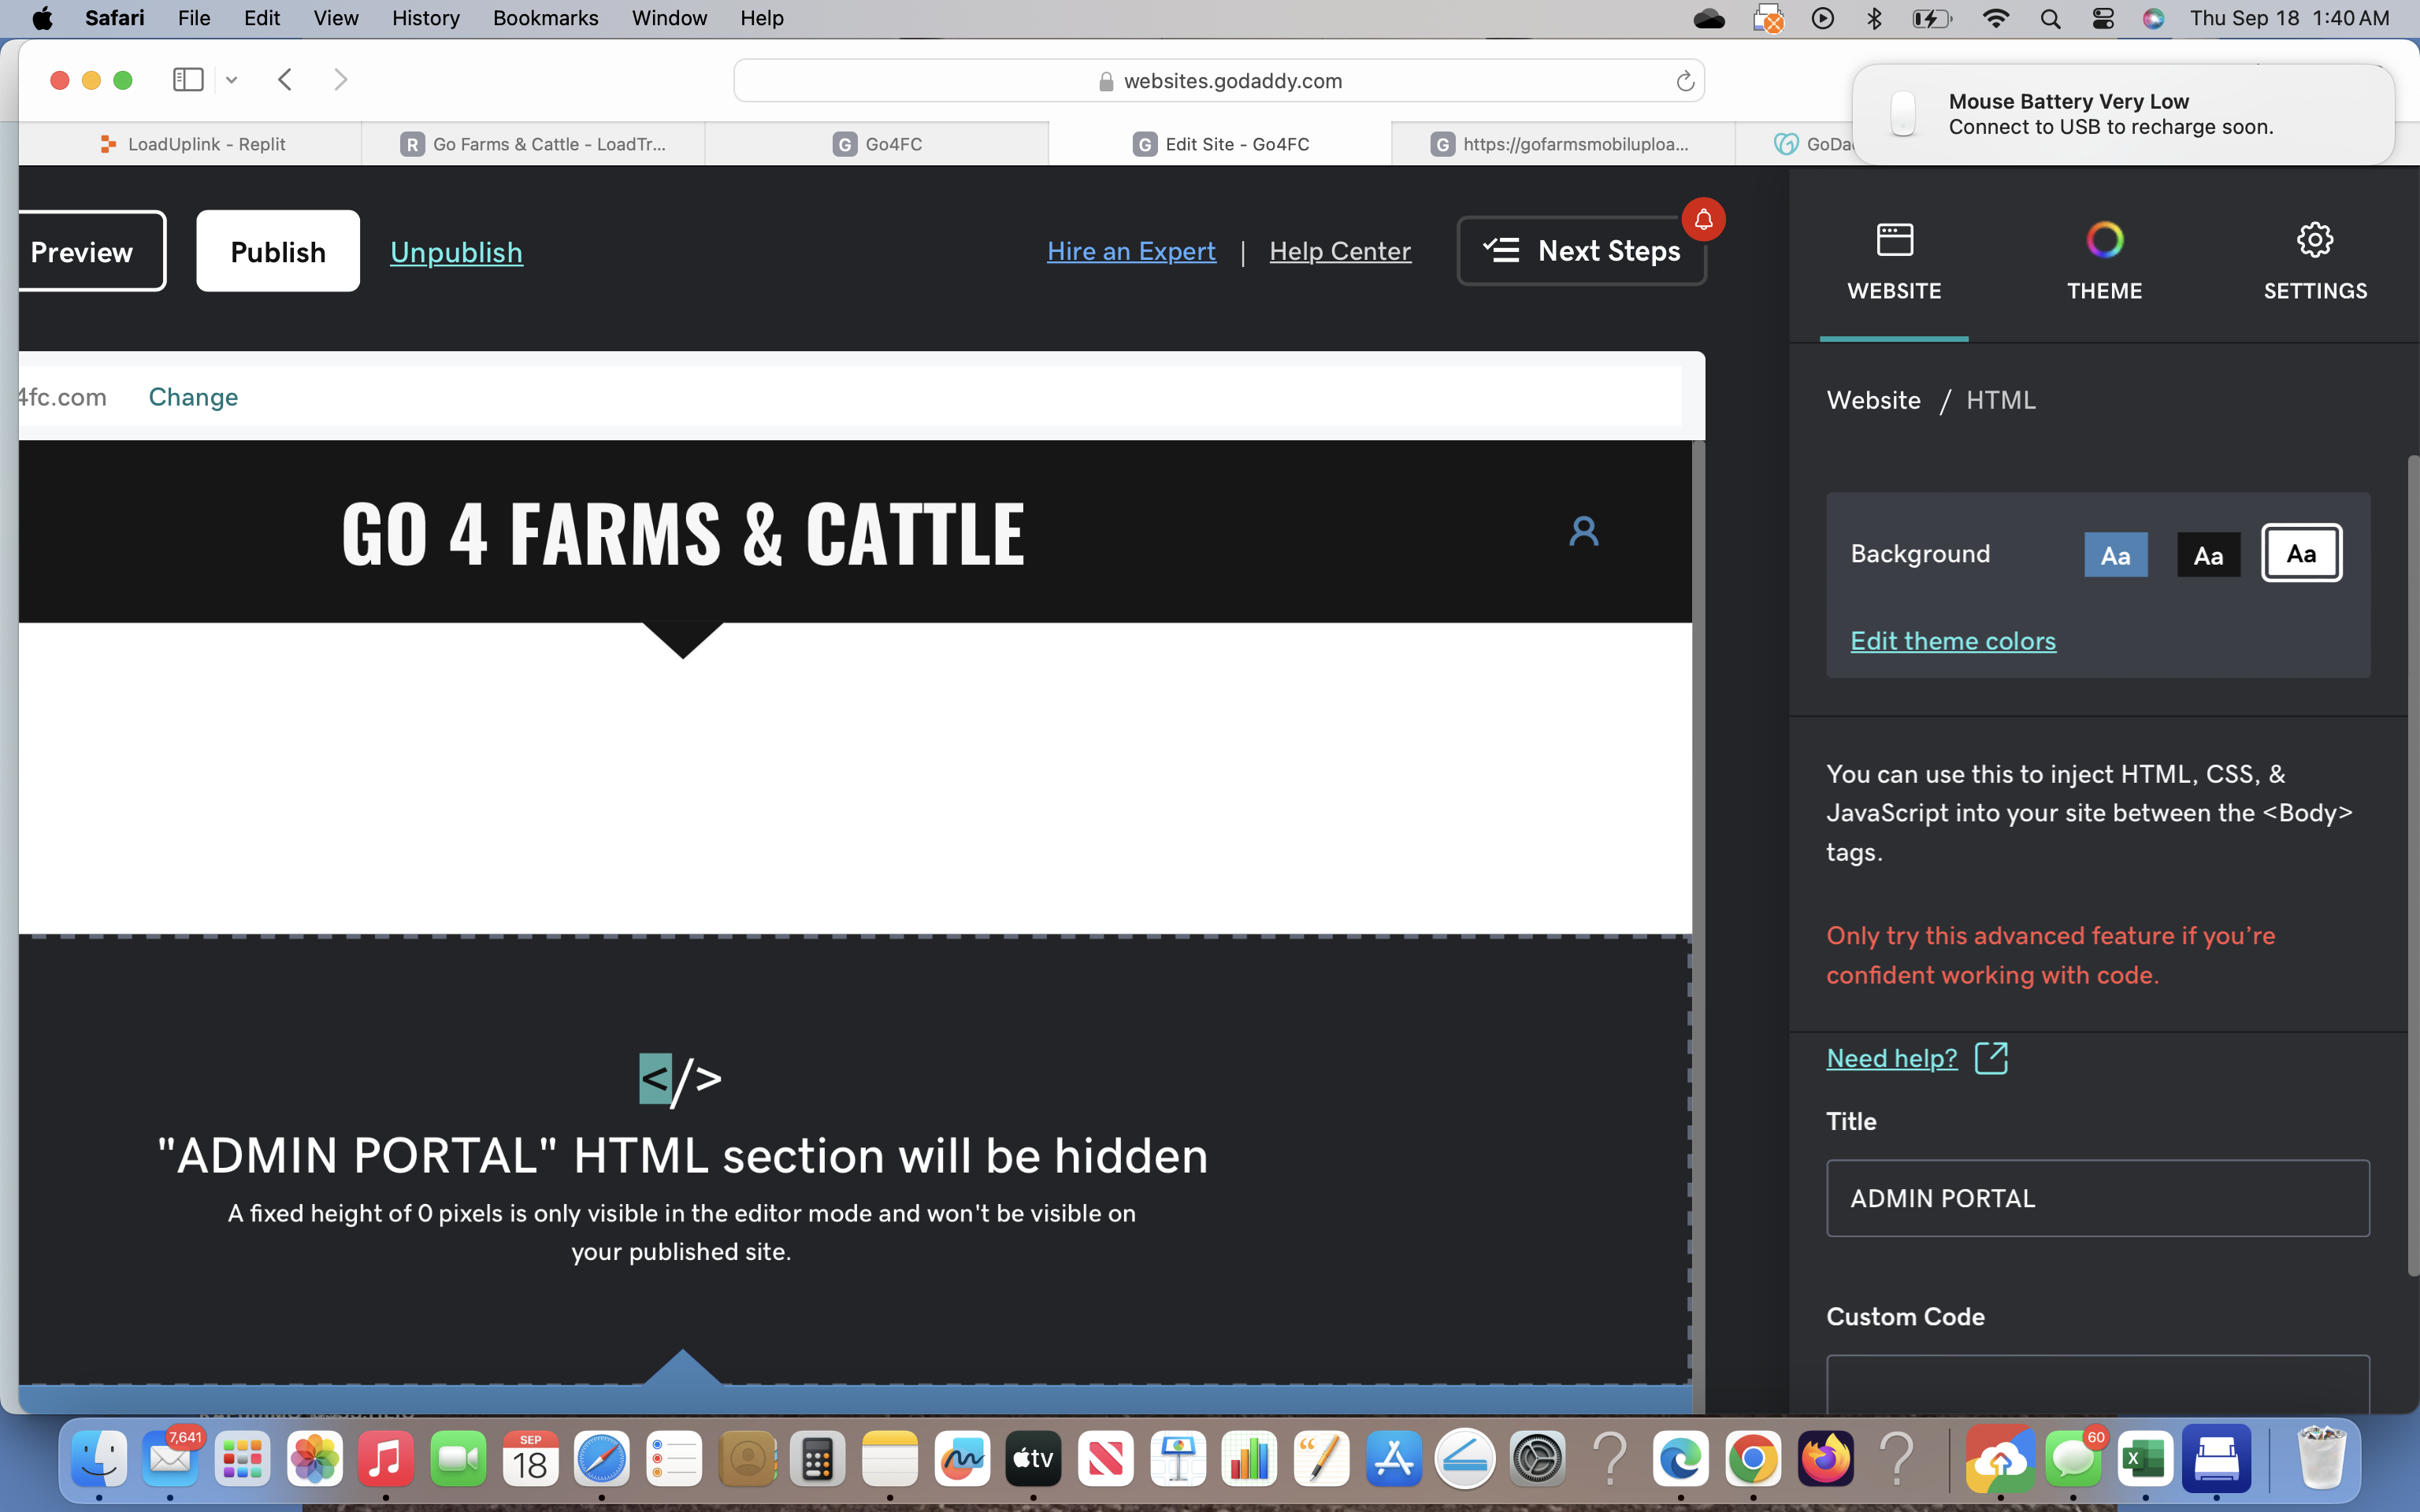 Safari File Edit View History Bookmarks Window Help Thu Sep 18 1:40 AM
websites.godaddy.com
Mouse Battery Very Low
Connect to USB to recharge soon.
LoadUplink - Replit
R Go Farms & Cattle - LoadTr...
G Go4FC
G Edit Site - Go4FC
G https://gofarmsmobiluploa...
GoDa
Preview
Publish
Unpublish
Hire an Expert | Help Center
Next Steps
WEBSITE
THEME
SETTINGS
4fc.com Change
Website / HTML
GO 4 FARMS & CATTLE
Background Aa Aa Aa
Edit theme colors
You can use this to inject HTML, CSS, &
JavaScript into your site between the <Body>
tags.
Only try this advanced feature if you're
confident working with code.
</>
"ADMIN PORTAL" HTML section will be hidden
A fixed height of 0 pixels is only visible in the editor mode and won't be visible on
your published site.
Need help?
Title
ADMIN PORTAL
Custom Code
7,641
SEP
18
tv
60
X